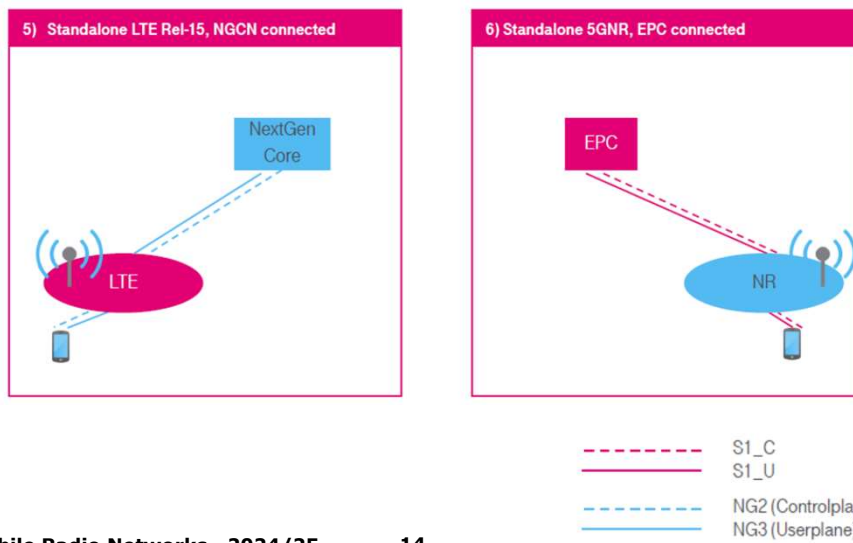 5) Standalone LTE Rel-15, NGCN connected
6) Standalone 5GNR, EPC connected
NextGen
Core
EPC
LTE
NR
S1_C
S1_U
NG2 (Controlpla
NG3 (Userplane
Mobile Radio Networks 2024/25 14